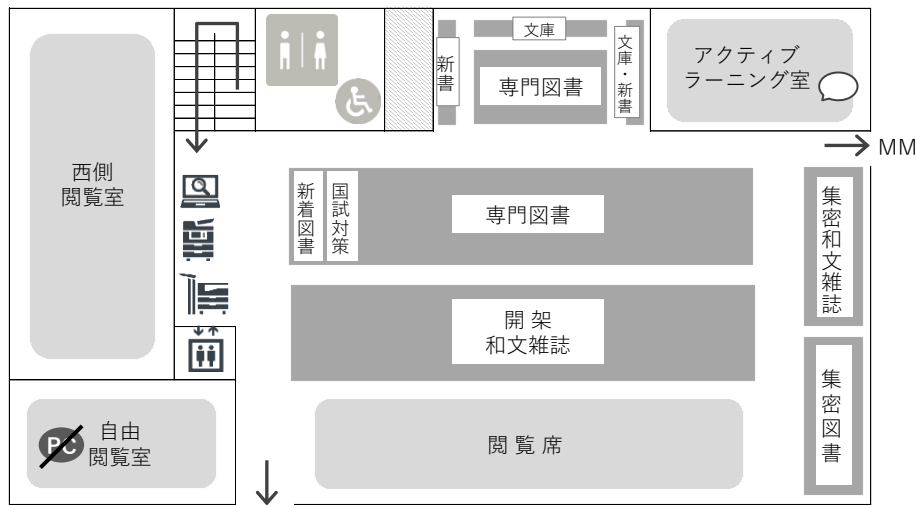 文庫
新書
専門図書
文庫・新書
アクティブ
ラーニング室
MM
西側
閲覧室
新着図書
国試対策
専門図書
集密和文雑誌
開架
和文雑誌
集密図書
PC
自由
閲覧室
閲覧席